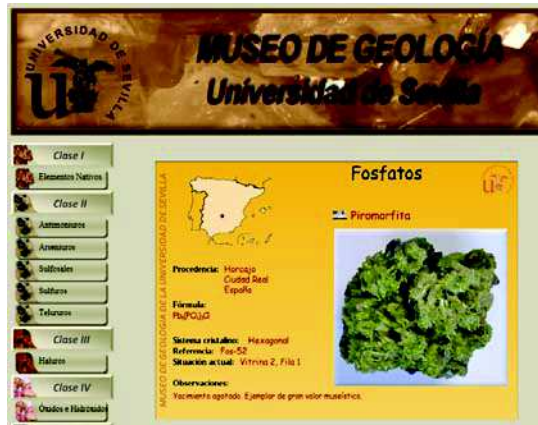 UNIVERSIDAD DE SEVILLA
MUSEO DE GEOLOGÍA
Universidad de Sevilla
Clase I
Elementos Nativos
Clase II
Antimoniuros
Arseniuros
Sulfosales
Sulfuros
Telururos
Clase III
Haluros
Clase IV
Óxidos e Hidróxidos
MUSEO DE GEOLOGIA DE LA UNIVERSIDAD DE SEVILLA
Fosfatos
Piromorfita
Procedencia: Horcajo
Ciudad Real
España
Fórmula:
Pb₅(PO₄)₃Cl
Sistema cristalino: Hexagonal
Referencia: Fos-52
Situación actual: Vitrina 2, Fila 1
Observaciones:
Yacimiento agotado. Ejemplar de gran valor museístico.